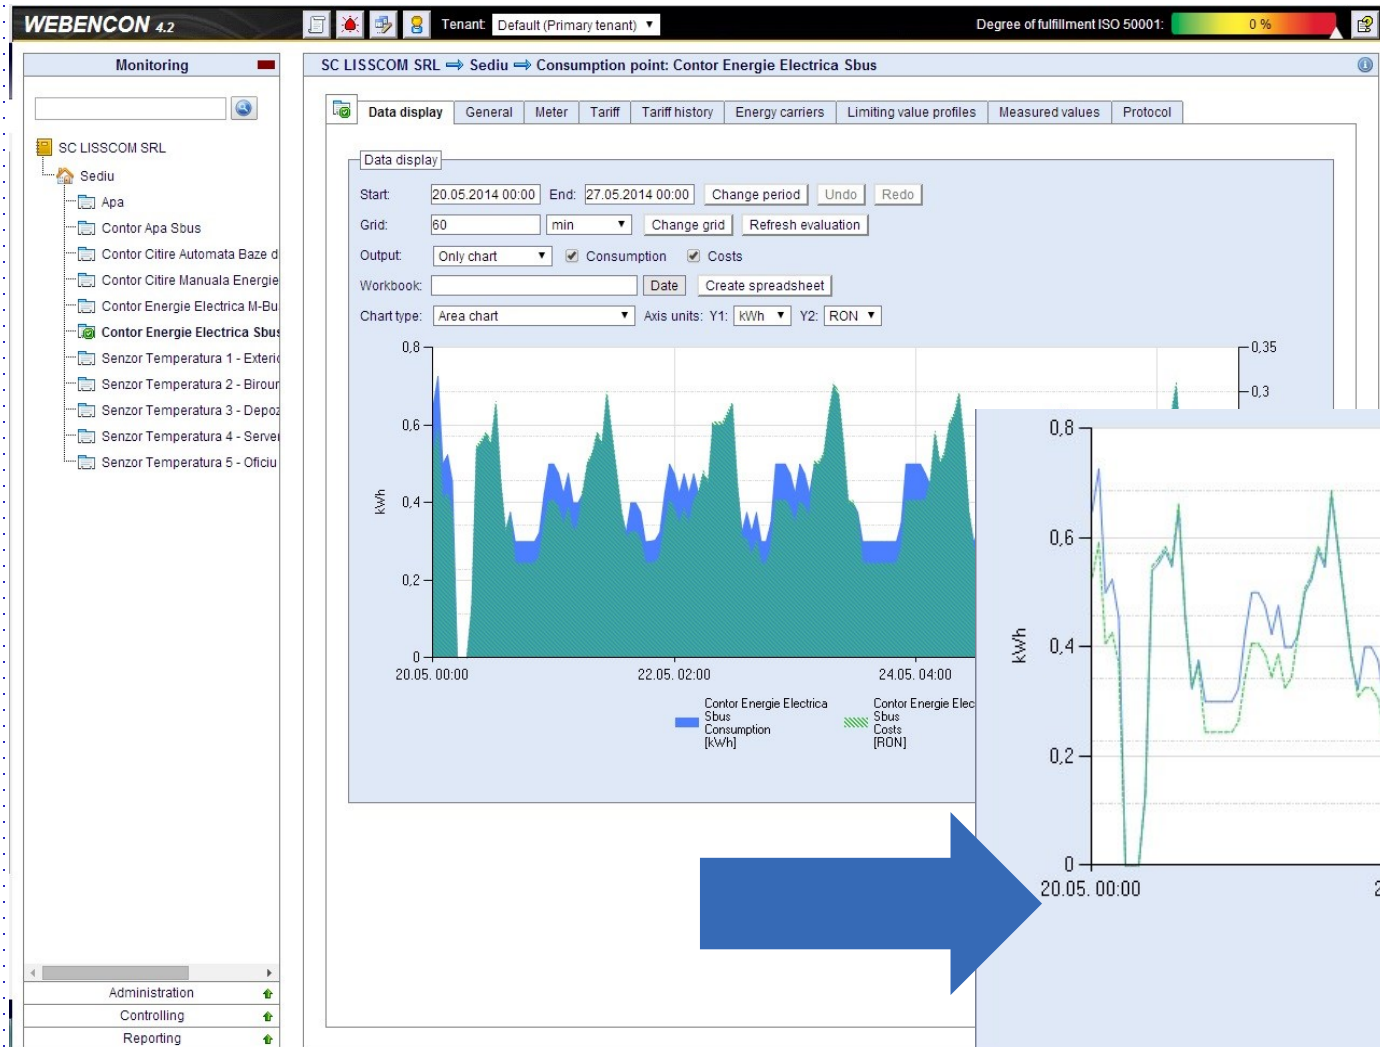 WEBENCON 4.2
Tenant: Default (Primary tenant)
Degree of fulfillment ISO 50001: 0 %
Monitoring
SC LISSCOM SRL
Sediu
Apa
Contor Apa Sbus
Contor Citire Automata Baze d
Contor Citire Manuala Energie
Contor Energie Electrica M-Bu
Contor Energie Electrica Sbus
Senzor Temperatura 1 - Exterio
Senzor Temperatura 2 - Birour
Senzor Temperatura 3 - Depoz
Senzor Temperatura 4 - Server
Senzor Temperatura 5 - Oficiu
Administration
Controlling
Reporting
SC LISSCOM SRL Sediu Consumption point: Contor Energie Electrica Sbus
Data display General Meter Tariff Tariff history Energy carriers Limiting value profiles Measured values Protocol
Data display
Start: 20.05.2014 00:00 End: 27.05.2014 00:00 Change period Undo Redo
Grid: 60 min Change grid Refresh evaluation
Output: Only chart Consumption Costs
Workbook: Date Create spreadsheet
Chart type: Area chart Axis units: Y1: kWh Y2: RON
0,8
0,6
0,4
0,2
0
kWh
0,35
0,3
20.05. 00:00 22.05. 02:00 24.05. 04:00
Contor Energie Electrica
Sbus
Consumption
[kWh]
Contor Energie Elec
Sbus
Costs
[RON]
0,8
0,6
0,4
0,2
0
kWh
20.05. 00:00 2